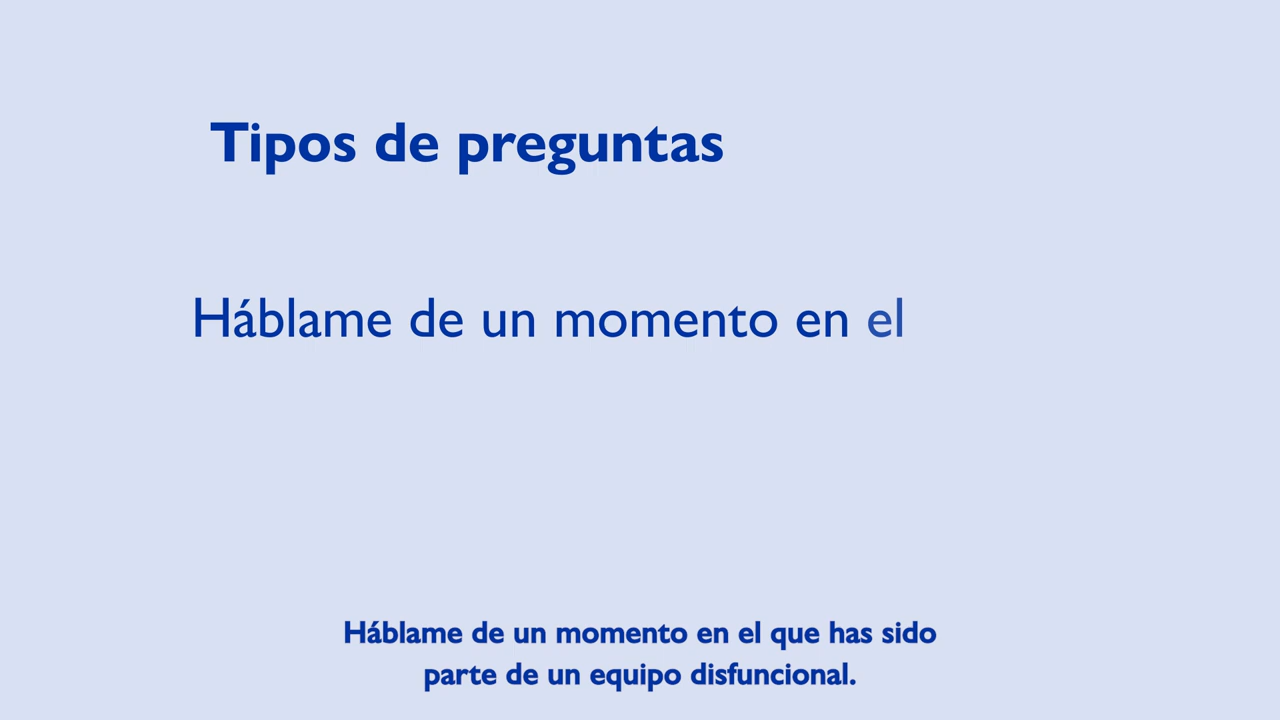 Tipos de preguntas
Háblame de un momento en el
Háblame de un momento en el que has sido
parte de un equipo disfuncional.